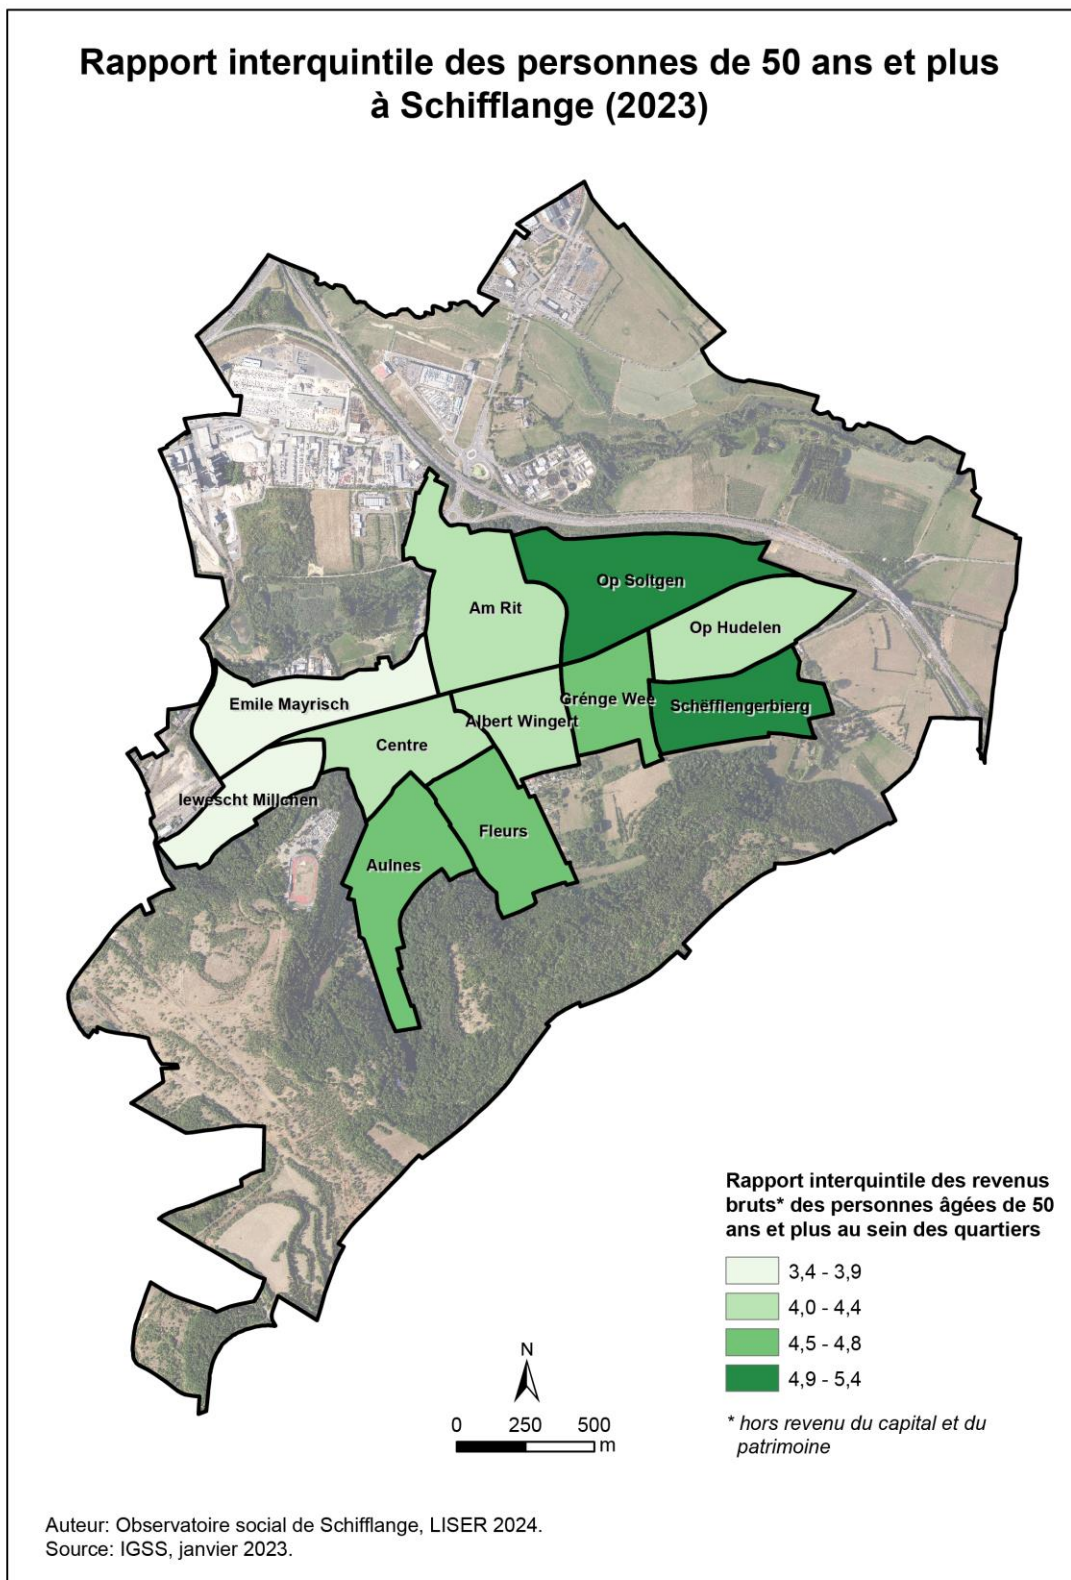 Rapport interquintile des personnes de 50 ans et plus
à Schifflange (2023)
Op Soltgen
Am Rit
Op Hudelen
Emile Mayrisch
Grénge Wee
Schëfflengerbierg
Albert Wingert
Centre
Iewescht Millchen
Fleurs
Aulnes
Rapport interquintile des revenus
bruts* des personnes âgées de 50
ans et plus au sein des quartiers
3,4 - 3,9
4,0 - 4,4
4,5 - 4,8
4,9 - 5,4
* hors revenu du capital et du
patrimoine
N
0 250 500
m
Auteur: Observatoire social de Schifflange, LISER 2024.
Source: IGSS, janvier 2023.